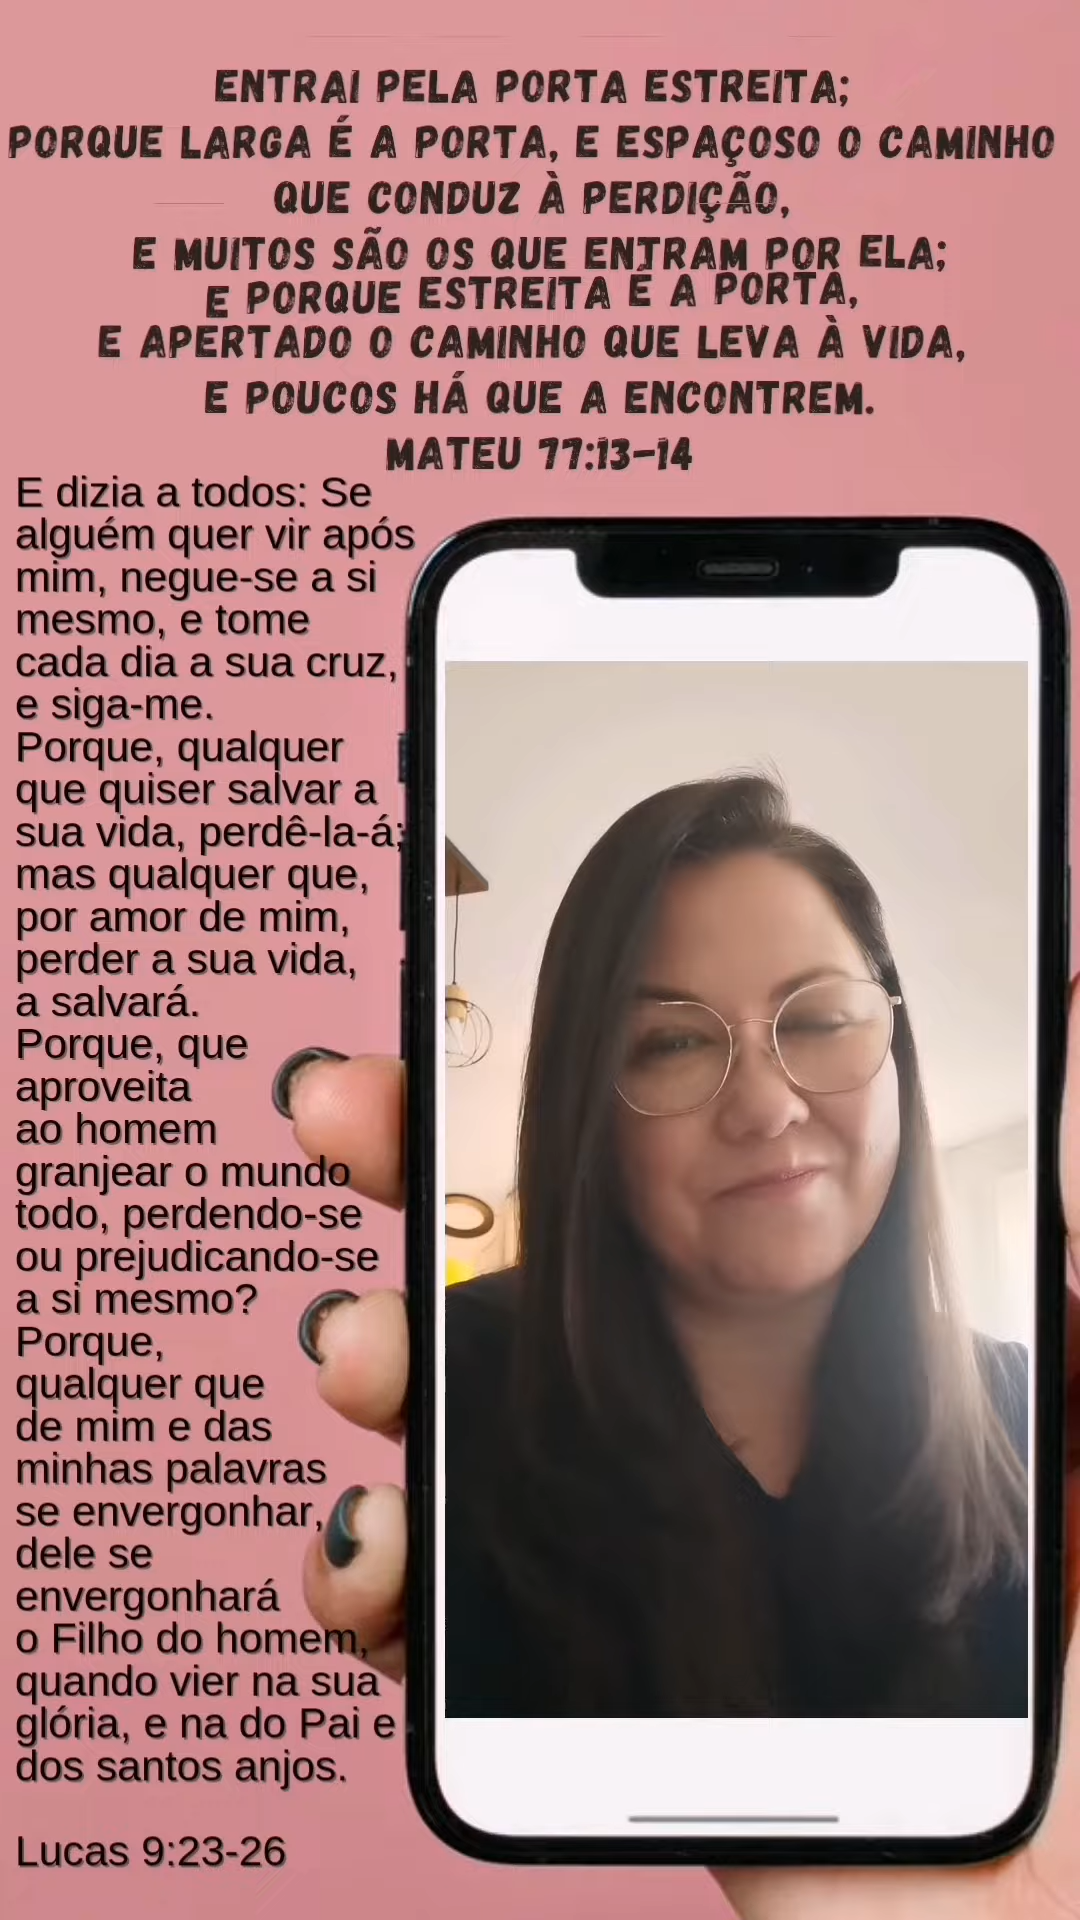 ENTRAI PELA PORTA ESTREITA;
PORQUE LARGA É A PORTA, E ESPAÇOSO O CAMINHO
QUE CONDUZ À PERDIÇÃO,
E MUITOS SÃO OS QUE ENTRAM POR ELA;
E PORQUE ESTREITA É A PORTA,
E APERTADO O CAMINHO QUE LEVA À VIDA,
E POUCOS HÁ QUE A ENCONTREM.
MATEU 77:13-14
E dizia a todos: Se
alguém quer vir após
mim, negue-se a si
mesmo, e tome
cada dia a sua cruz,
e siga-me.
Porque, qualquer
que quiser salvar a
sua vida, perdê-la-á;
mas qualquer que,
por amor de mim,
perder a sua vida,
a salvará.
Porque, que
aproveita
ao homem
granjear o mundo
todo, perdendo-se
ou prejudicando-se
a si mesmo?
Porque,
qualquer que
de mim e das
minhas palavras
se envergonhar,
dele se
envergonhará
o Filho do homem,
quando vier na sua
glória, e na do Pai e
dos santos anjos.
Lucas 9:23-26